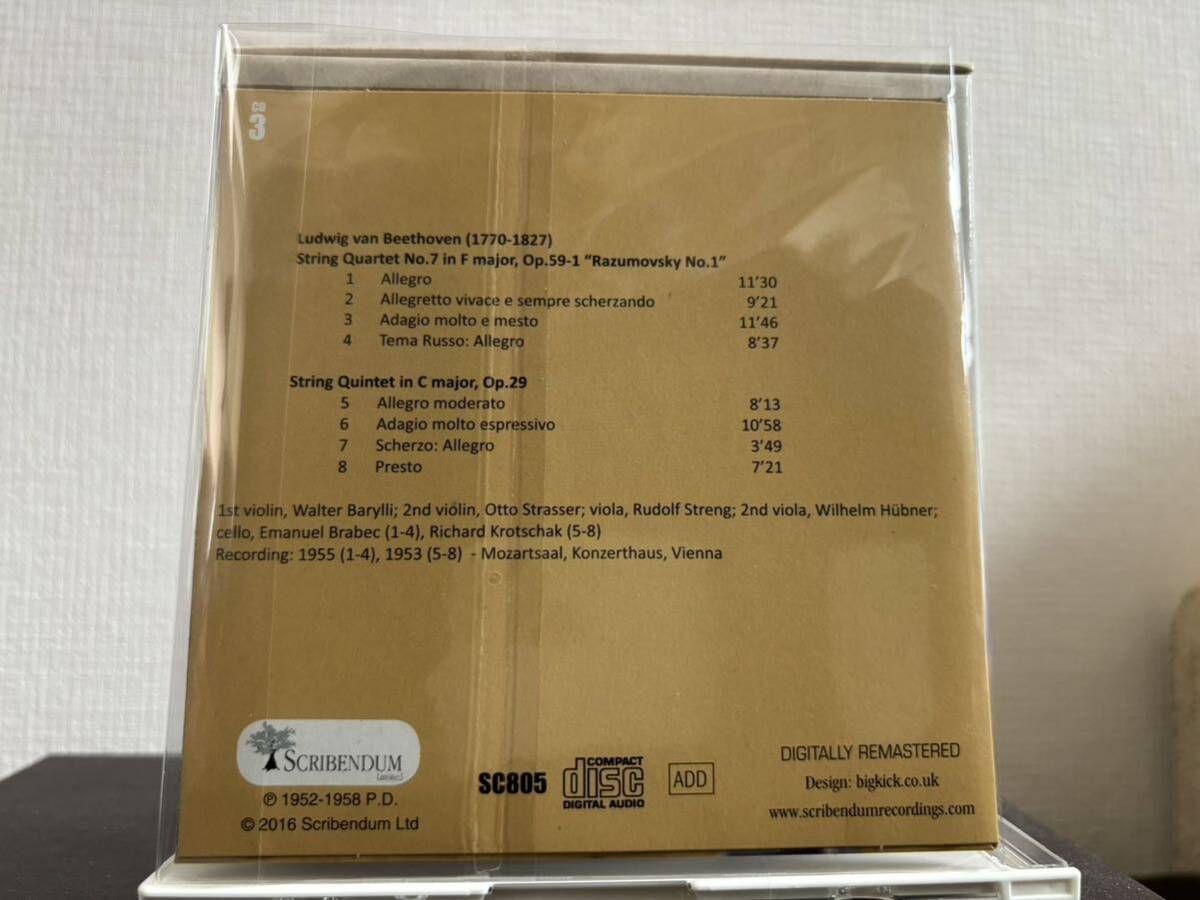 CD
3
Ludwig van Beethoven (1770-1827)
String Quartet No.7 in F major, Op.59-1 “Razumovsky No.1”
1 Allegro 11’30
2 Allegretto vivace e sempre scherzando 9’21
3 Adagio molto e mesto 11’46
4 Tema Russo: Allegro 8’37
String Quintet in C major, Op.29
5 Allegro moderato 8’13
6 Adagio molto espressivo 10’58
7 Scherzo: Allegro 3’49
8 Presto 7’21
1st violin, Walter Barylli; 2nd violin, Otto Strasser; viola, Rudolf Streng; 2nd viola, Wilhelm Hübner;
cello, Emanuel Brabec (1-4), Richard Krotschak (5-8)
Recording: 1955 (1-4), 1953 (5-8) - Mozartsaal, Konzerthaus, Vienna
SCRIBENDUM
Limited
℗ 1952-1958 P.D.
© 2016 Scribendum Ltd
SC805
COMPACT
disc
DIGITAL AUDIO
ADD
DIGITALLY REMASTERED
Design: bigkick.co.uk
www.scribendumrecordings.com